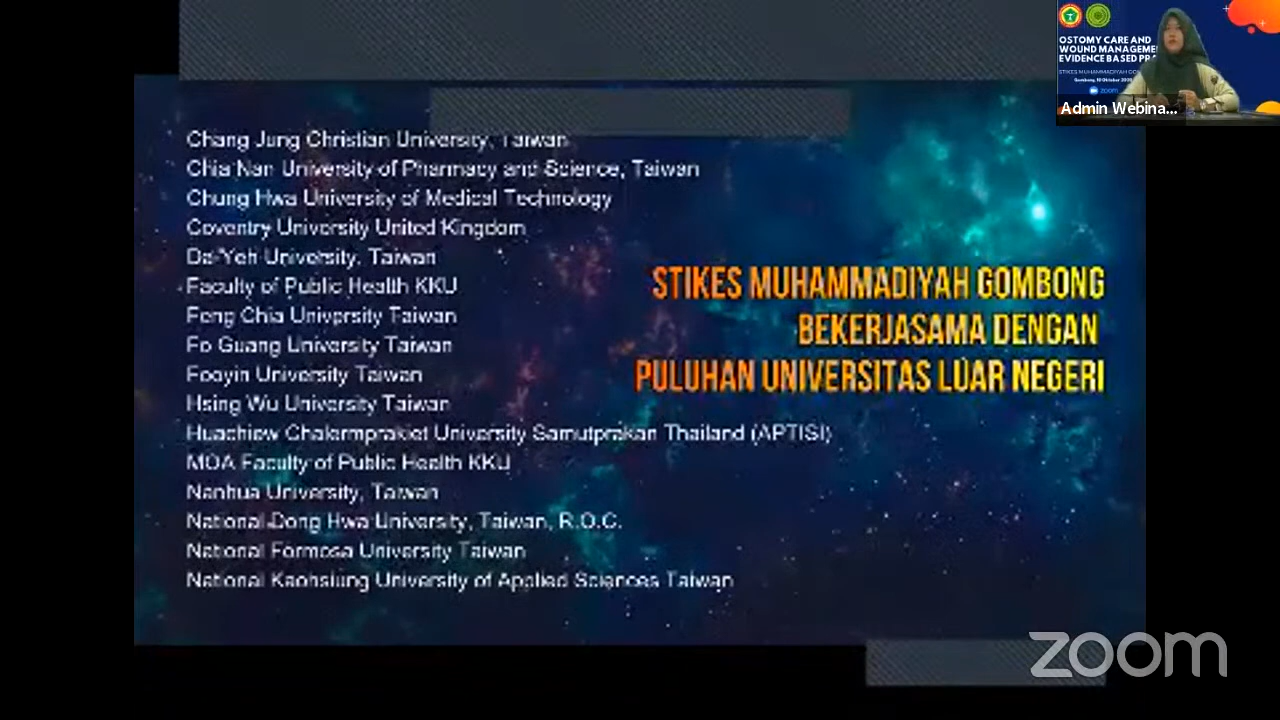 Chang Jung Christian University, Taiwan
Chia Nan University of Pharmacy and Science, Taiwan
Chung Hwa University of Medical Technology
Coventry University United Kingdom
Da-Yeh University, Taiwan
Faculty of Public Health KKU
Feng Chia University Taiwan
Fo Guang University Taiwan
Fooyin University Taiwan
Hsing Wu University Taiwan
Huachiew Chalermprakiet University Samutprakan Thailand (APTISI)
MOA Faculty of Public Health KKU
Nanhua University, Taiwan
National Dong Hwa University, Taiwan, R.O.C.
National Formosa University Taiwan
National Kaohsiung University of Applied Sciences Taiwan
STIKES MUHAMMADIYAH GOMBONG
BEKERJASAMA DENGAN
PULUHAN UNIVERSITAS LUAR NEGERI
OSTOMY CARE AND
WOUND MANAGEME
EVIDENCE BASED PRA
STIKES MUHAMMADIYAH GOM
zoom
Admin Webina...
zoom